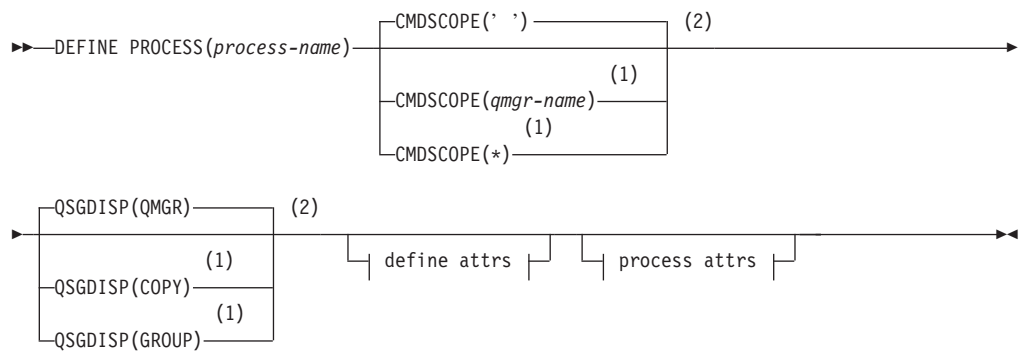 CMDSCOPE(’ ’) (2)
DEFINE PROCESS(process-name)
(1)
CMDSCOPE(qmgr-name)
(1)
CMDSCOPE(*)
QSGDISP(QMGR) (2)
define attrs process attrs
(1)
QSGDISP(COPY)
(1)
QSGDISP(GROUP)